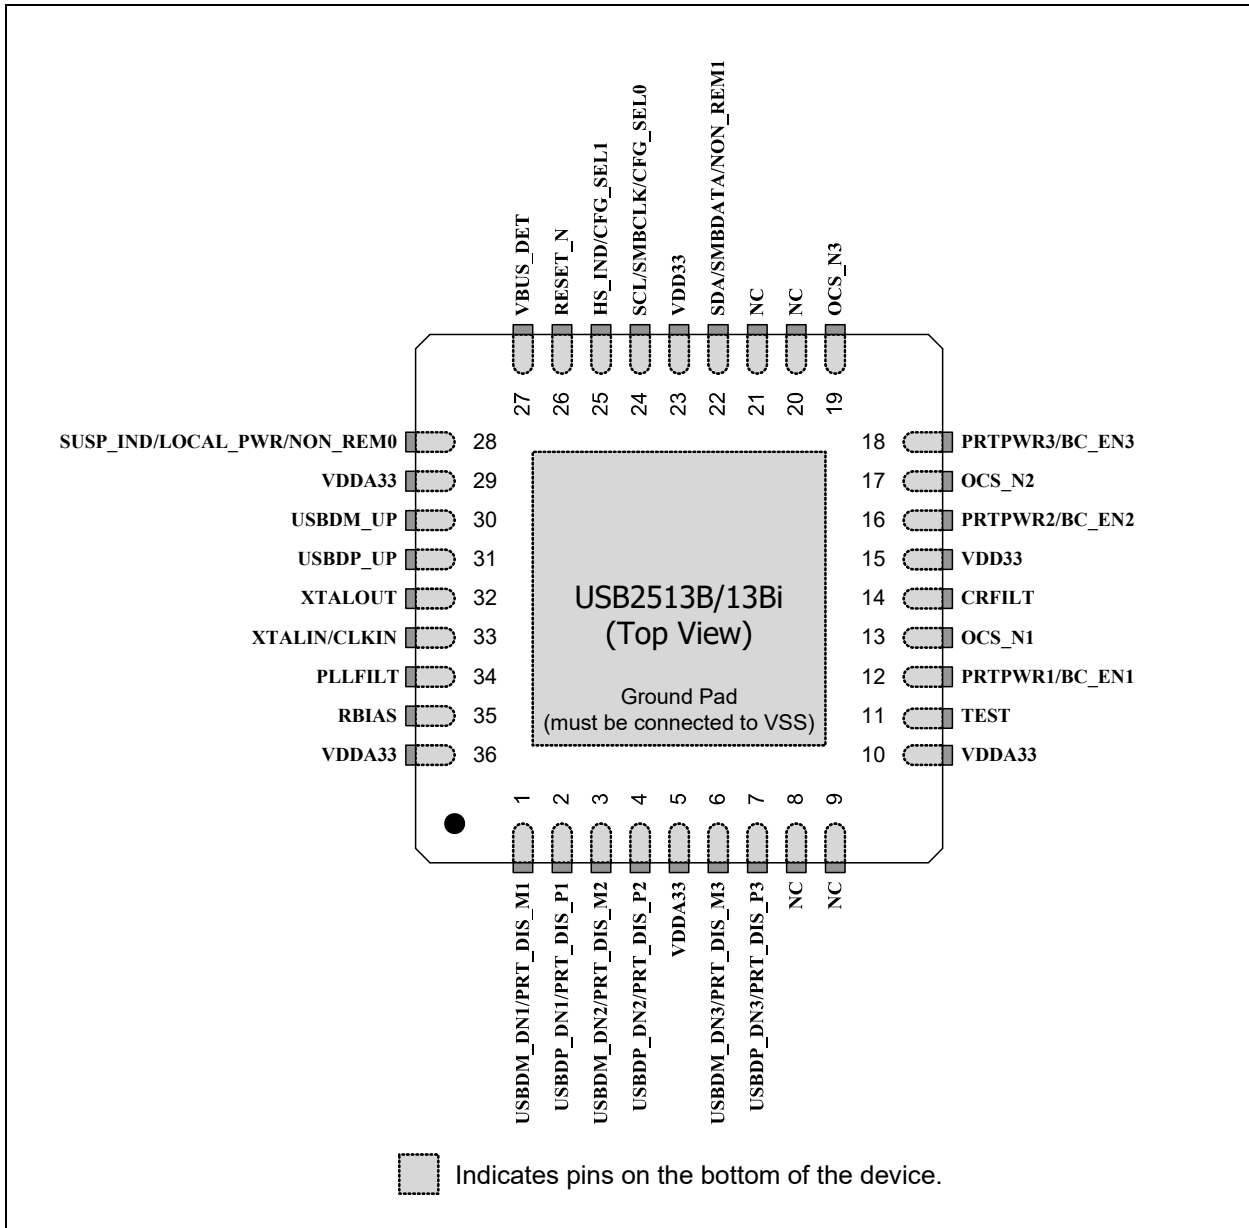 VBUS_DET
RESET_N
HS_IND/CFG_SEL1
SCL/SMBCLK/CFG_SEL0
VDD33
SDA/SMBDATA/NON_REM1
NC
NC
OCS_N3
27
26
25
24
23
22
21
20
19
SUSP_IND/LOCAL_PWR/NON_REM0 28
VDDA33 29
USBDM_UP 30
USBDP_UP 31
XTALOUT 32
XTALIN/CLKIN 33
PLLFILT 34
RBIAS 35
VDDA33 36
USB2513B/13Bi
(Top View)
Ground Pad
(must be connected to VSS)
18 PRTPWR3/BC_EN3
17 OCS_N2
16 PRTPWR2/BC_EN2
15 VDD33
14 CRFILT
13 OCS_N1
12 PRTPWR1/BC_EN1
11 TEST
10 VDDA33
1
2
3
4
5
6
7
8
9
USBDM_DN1/PRT_DIS_M1
USBDP_DN1/PRT_DIS_P1
USBDM_DN2/PRT_DIS_M2
USBDP_DN2/PRT_DIS_P2
VDDA33
USBDM_DN3/PRT_DIS_M3
USBDP_DN3/PRT_DIS_P3
NC
NC
Indicates pins on the bottom of the device.